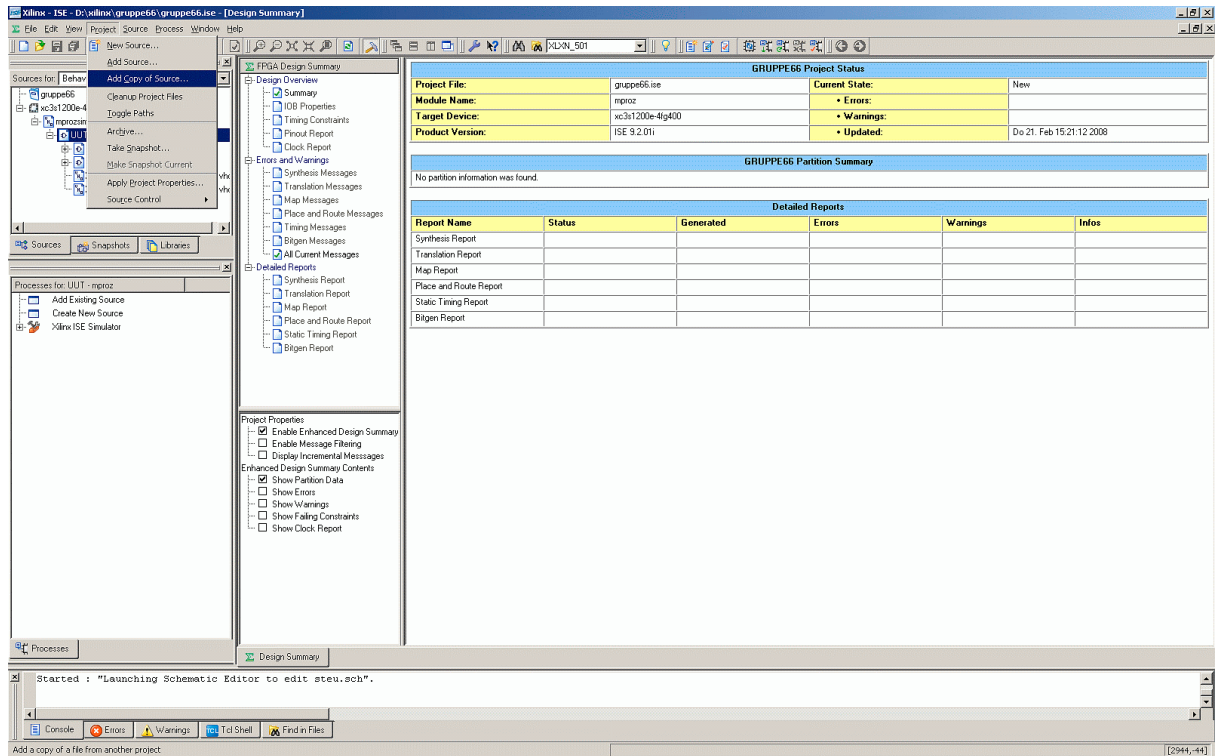 Xilinx - ISE - D:\xilinx\gruppe66\gruppe66.ise - [Design Summary]
File Edit View Project Source Process Window Help
XLXN_501
New Source...
Add Source...
Add Copy of Source...
Cleanup Project Files
Toggle Paths
Archive...
Take Snapshot...
Make Snapshot Current
Apply Project Properties...
Source Control
Sources for: Behav
gruppe66
xc3s1200e-4
mprozsim
UUT
vho
vho
Sources Snapshots Libraries
Processes for: UUT - mproz
Add Existing Source
Create New Source
Xilinx ISE Simulator
Processes
FPGA Design Summary
Design Overview
Summary
IOB Properties
Timing Constraints
Pinout Report
Clock Report
Errors and Warnings
Synthesis Messages
Translation Messages
Map Messages
Place and Route Messages
Timing Messages
Bitgen Messages
All Current Messages
Detailed Reports
Synthesis Report
Translation Report
Map Report
Place and Route Report
Static Timing Report
Bitgen Report
Project Properties
Enable Enhanced Design Summary
Enable Message Filtering
Display Incremental Messsages
Enhanced Design Summary Contents
Show Partition Data
Show Errors
Show Warnings
Show Failing Constraints
Show Clock Report
Design Summary
GRUPPE66 Project Status
Project File: gruppe66.ise Current State: New
Module Name: mproz • Errors:
Target Device: xc3s1200e-4fg400 • Warnings:
Product Version: ISE 9.2.01i • Updated: Do 21. Feb 15:21:12 2008
GRUPPE66 Partition Summary
No partition information was found.
Detailed Reports
Report Name Status Generated Errors Warnings Infos
Synthesis Report
Translation Report
Map Report
Place and Route Report
Static Timing Report
Bitgen Report
Started : "Launching Schematic Editor to edit steu.sch".
Console Errors Warnings Tcl Shell Find in Files
Add a copy of a file from another project
[2944,-44]